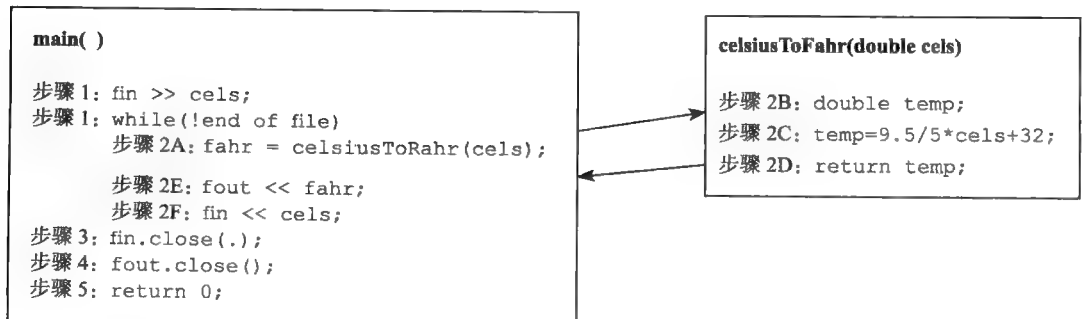 main( )
步骤 1: fin >> cels;
步骤 1: while(!end of file)
步骤 2A: fahr = celsiusToRahr(cels);
步骤 2E: fout << fahr;
步骤 2F: fin << cels;
步骤 3: fin.close(.);
步骤 4: fout.close();
步骤 5: return 0;
celsiusToFahr(double cels)
步骤 2B: double temp;
步骤 2C: temp=9.5/5*cels+32;
步骤 2D: return temp;